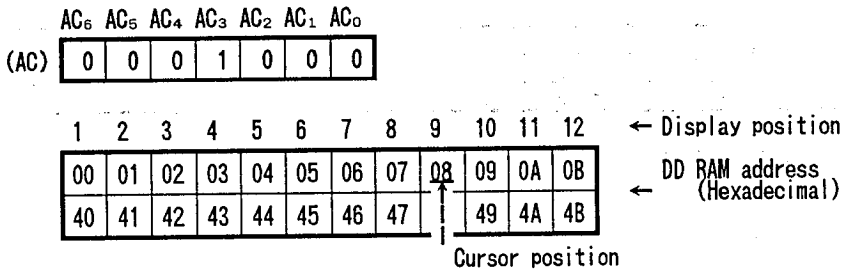 AC₆ AC₅ AC₄ AC₃ AC₂ AC₁ AC₀
(AC) 0 0 0 1 0 0 0
1 2 3 4 5 6 7 8 9 10 11 12 ← Display position
00 01 02 03 04 05 06 07 08 09 0A 0B DD RAM address
← (Hexadecimal)
40 41 42 43 44 45 46 47 49 4A 4B
Cursor position